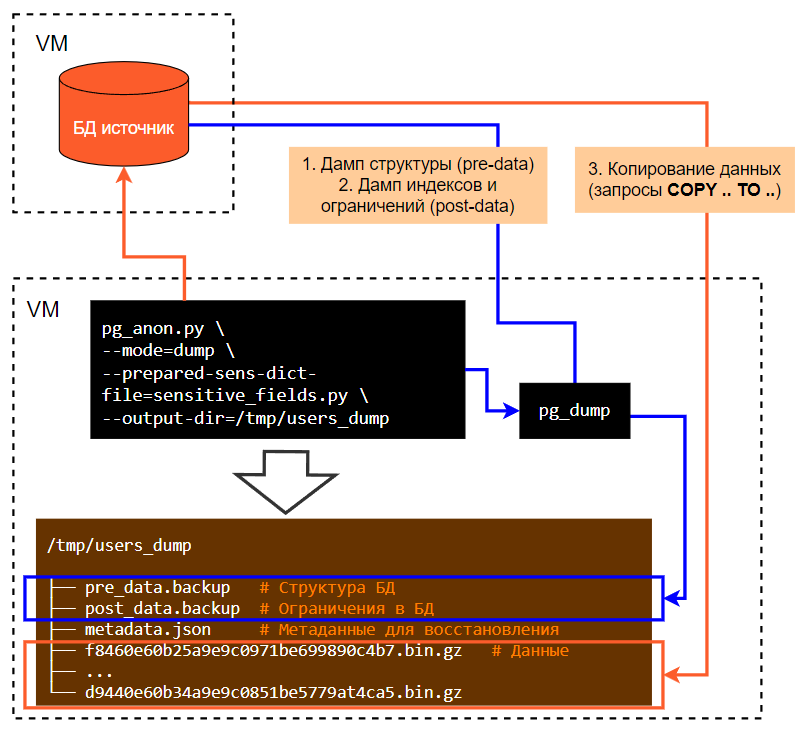 VM
БД источник
1. Дамп структуры (pre-data)
2. Дамп индексов и
ограничений (post-data)
3. Копирование данных
(запросы COPY .. TO ..)
VM
pg_anon.py \
--mode=dump \
--prepared-sens-dict-
file=sensitive_fields.py \
--output-dir=/tmp/users_dump
pg_dump
/tmp/users_dump
├── pre_data.backup # Структура БД
├── post_data.backup # Ограничения в БД
├── metadata.json # Метаданные для восстановления
├── f8460e60b25a9e9c0971be699890c4b7.bin.gz # Данные
├── ...
└── d9440e60b34a9e9c0851be5779at4ca5.bin.gz